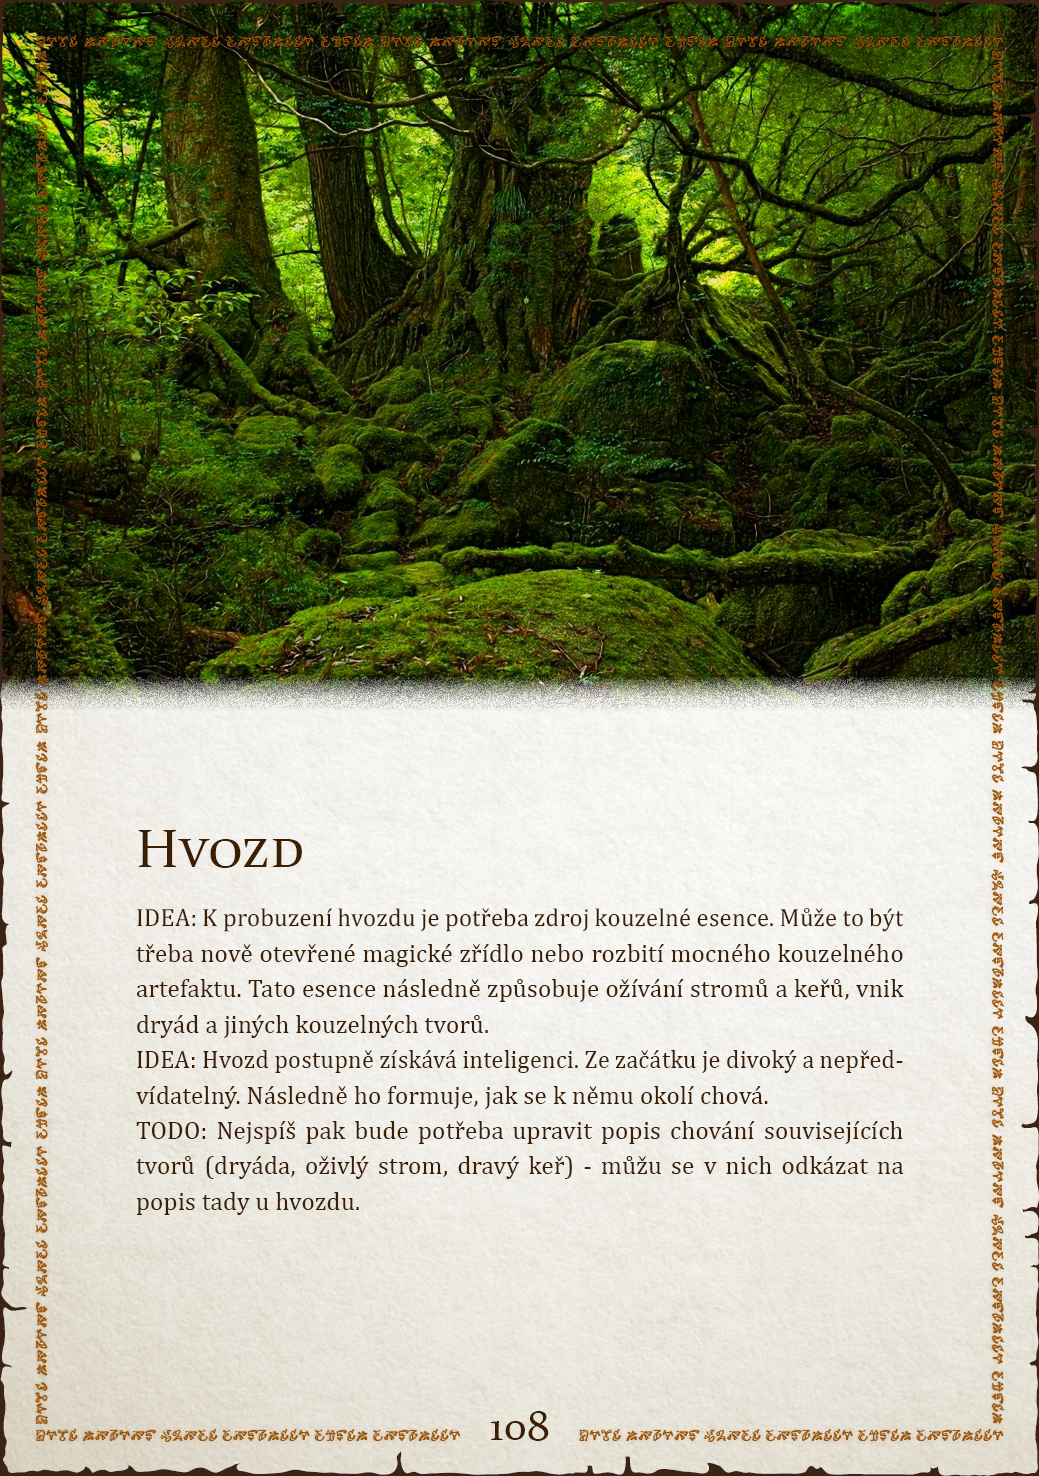 Hvozd
IDEA: K probuzení hvozdu je potřeba zdroj kouzelné esence. Může to být
třeba nově otevřené magické zřídlo nebo rozbití mocného kouzelného
artefaktu. Tato esence následně způsobuje ožívání stromů a keřů, vnik
dryád a jiných kouzelných tvorů.
IDEA: Hvozd postupně získává inteligenci. Ze začátku je divoký a nepřed-
vídatelný. Následně ho formuje, jak se k němu okolí chová.
TODO: Nejspíš pak bude potřeba upravit popis chování souvisejících
tvorů (dryáda, oživlý strom, dravý keř) - můžu se v nich odkázat na
popis tady u hvozdu.
108